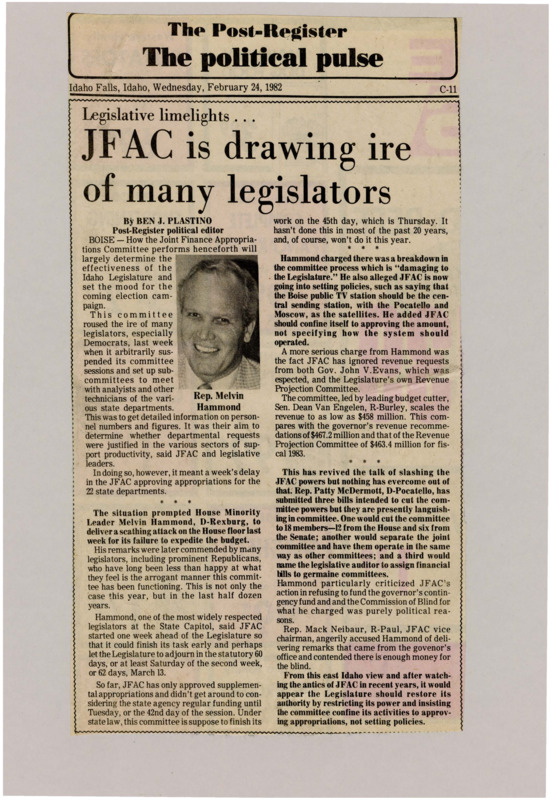 The Post-Register
The political pulse
Idaho Falls, Idaho, Wednesday, February 24, 1982
C-11
Legislative limelights . . .
JFAC is drawing ire
of many legislators
By BEN J. PLASTINO
Post-Register political editor
BOISE — How the Joint Finance Appropria-
tions Committee performs henceforth will
largely determine the
effectiveness of the
Idaho Legislature and
set the mood for the
coming election cam-
paign.
This committee
roused the ire of many
legislators, especially
Democrats, last week
when it arbitrarily sus-
pended its committee
sessions and set up sub-
committees to meet
with analyists and other
technicians of the vari-
ous state departments.
Rep. Melvin
Hammond
This was to get detailed information on person-
nel numbers and figures. It was their aim to
determine whether departmental requests
were justified in the various sectors of sup-
port productivity, said JFAC and legislative
leaders.
In doing so, however, it meant a week's delay
in the JFAC approving appropriations for the
22 state departments.
* * *
The situation prompted House Minority
Leader Melvin Hammond, D-Rexburg, to
deliver a scathing attack on the House floor last
week for its failure to expedite the budget.
His remarks were later commended by many
legislators, including prominent Republicans,
who have long been less than happy at what
they feel is the arrogant manner this commit-
tee has been functioning. This is not only the
case this year, but in the last half dozen
years.
Hammond, one of the most widely respected
legislators at the State Capitol, said JFAC
started one week ahead of the Legislature so
that it could finish its task early and perhaps
let the Legislature to adjourn in the statutory 60
days, or at least Saturday of the second week,
or 62 days, March 13.
So far, JFAC has only approved supplemen-
tal appropriations and didn't get around to con-
sidering the state agency regular funding until
Tuesday, or the 42nd day of the session. Under
state law, this committee is suppose to finish its
work on the 45th day, which is Thursday. It
hasn't done this in most of the past 20 years,
and, of course, won't do it this year.
* * *
Hammond charged there was a breakdown in
the committee process which is "damaging to
the Legislature." He also alleged JFAC is now
going into setting policies, such as saying that
the Boise public TV station should be the cen-
tral sending station, with the Pocatello and
Moscow, as the satellites. He added JFAC
should confine itself to approving the amount,
not specifying how the system should
operated.
A more serious charge from Hammond was
the fact JFAC has ignored revenue requests
from both Gov. John V.Evans, which was
expected, and the Legislature's own Revenue
Projection Committee.
The committee, led by leading budget cutter,
Sen. Dean Van Engelen, R-Burley, scales the
revenue to as low as $458 million. This com-
pares with the governor's revenue recomme-
dations of $467.2 million and that of the Revenue
Projection Committee of $463.4 million for fis-
cal 1983.
* * *
This has revived the talk of slashing the
JFAC powers but nothing has evercome out of
that. Rep. Patty McDermott, D-Pocatello, has
submitted three bills intended to cut the com-
mittee powers but they are presently languish-
ing in committee. One would cut the committee
to 18 members—12 from the House and six from
the Senate; another would separate the joint
committee and have them operate in the same
way as other committees; and a third would
name the legislative auditor to assign financial
bills to germaine committees.
Hammond particularly criticized JFAC's
action in refusing to fund the governor's contin-
gency fund and and the Commission of Blind for
what he charged was purely political rea-
sons.
Rep. Mack Neibaur, R-Paul, JFAC vice
chairman, angerily accused Hammond of deli-
vering remarks that came from the govenor's
office and contended there is enough money for
the blind.
From this east Idaho view and after watch-
ing the antics of JFAC in recent years, it would
appear the Legislature should restore its
authority by restricting its power and insisting
the committee confine its activities to approv-
ing appropriations, not setting policies.